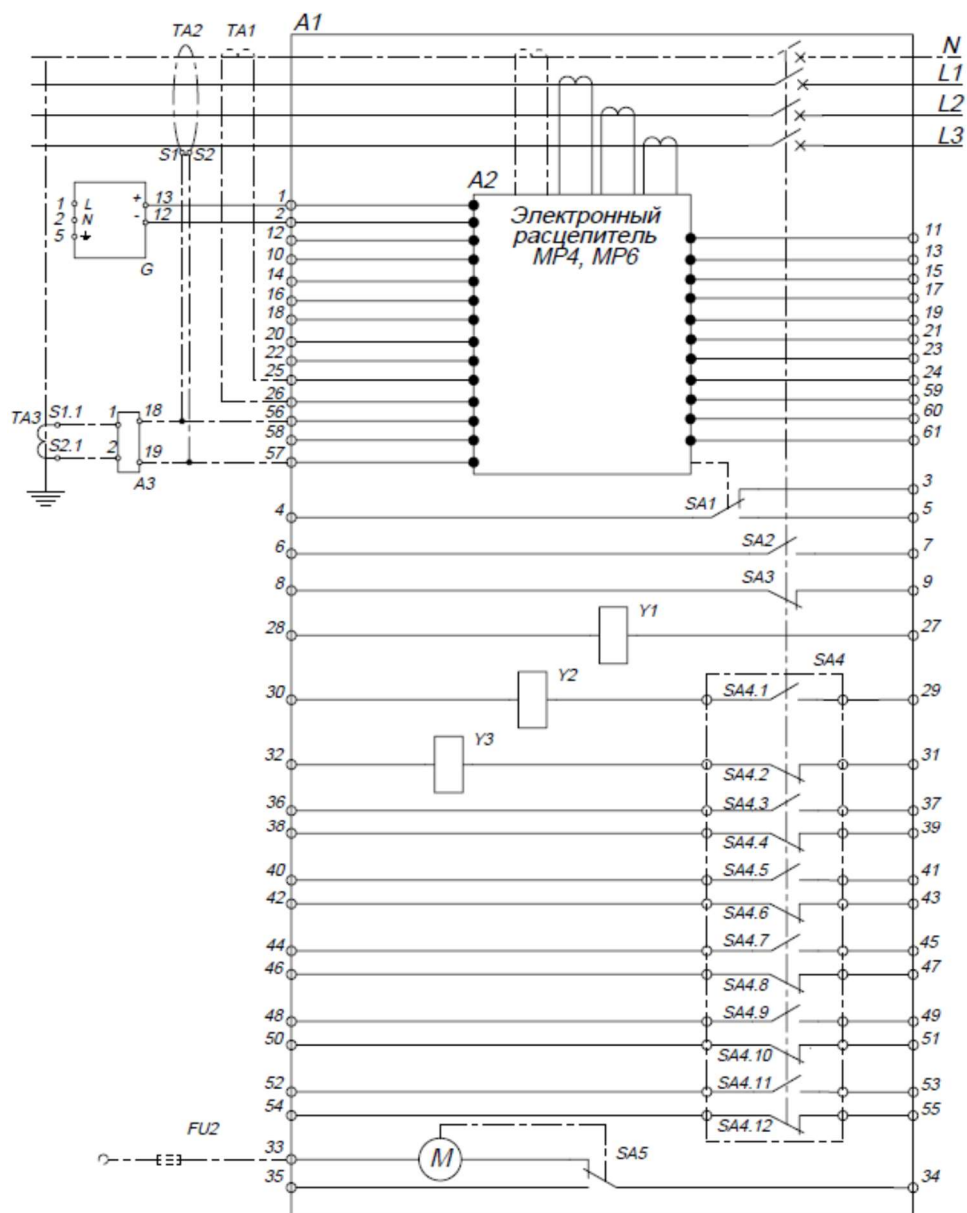 TA2 TA1 A1
N
L1
L2
L3
S1 S2
A2
Электронный
расцепитель
МР4, МР6
1 L + 13 1
2 N - 12 2
5
G
12
10
14
16
18
20
22
25
26
56
58
57
11
13
15
17
19
21
23
24
59
60
61
TA3 S1.1 1 18
S2.1 2 19
A3
3
4 SA1 5
6 SA2 7
8 SA3 9
28 Y1 27
SA4
30 Y2 SA4.1 29
32 Y3 SA4.2 31
36 SA4.3 37
38 SA4.4 39
40 SA4.5 41
42 SA4.6 43
44 SA4.7 45
46 SA4.8 47
48 SA4.9 49
50 SA4.10 51
52 SA4.11 53
54 SA4.12 55
FU2 33 M SA5
35 34